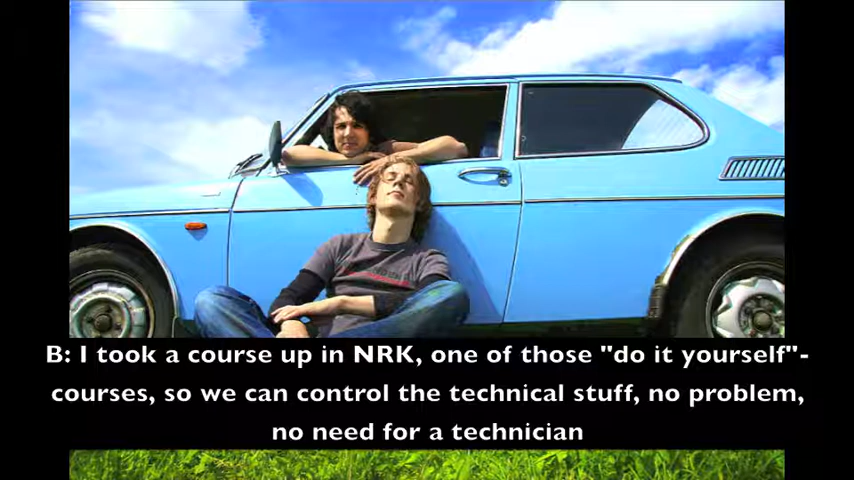 B: I took a course up in NRK, one of those "do it yourself"-
courses, so we can control the technical stuff, no problem,
no need for a technician